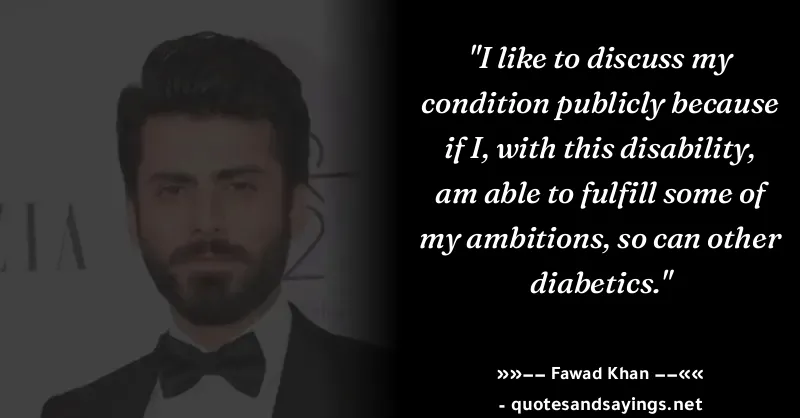 "I like to discuss my
condition publicly because
if I, with this disability,
am able to fulfill some of
my ambitions, so can other
diabetics."
»»–– Fawad Khan ––««
- quotesandsayings.net
ZIA